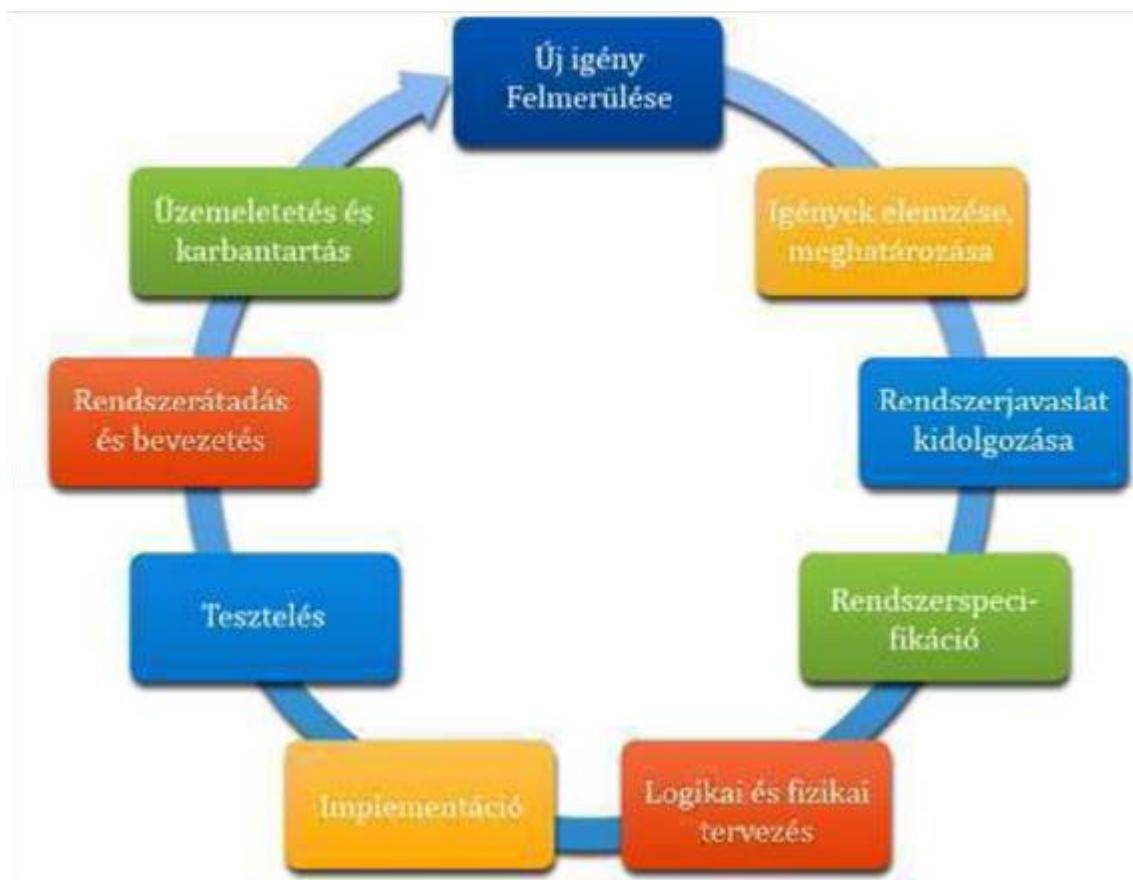 Új igény
Felmerülése
Igények elemzése,
meghatározása
Rendszerjavaslat
kidolgozása
Rendszerspeci-
fikáció
Logikai és fizikai
tervezés
Implementáció
Tesztelés
Rendszerátadás
és bevezetés
Üzemeletetés és
karbantartás